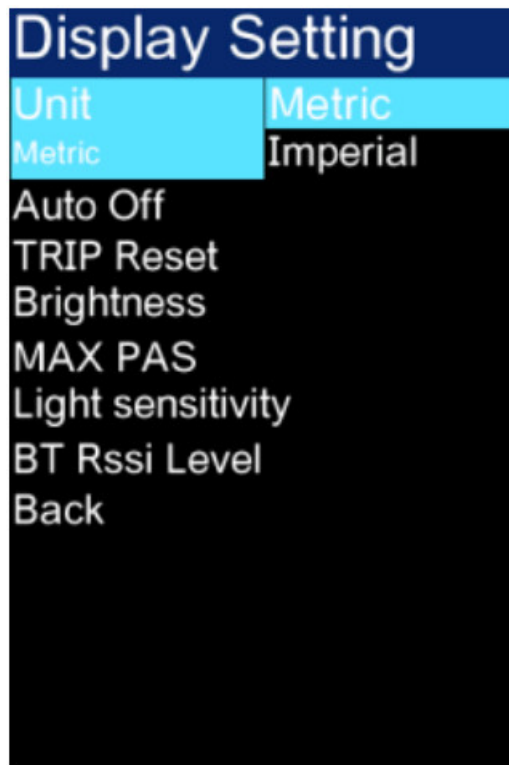 Display Setting
Unit
Metric
Metric
Imperial
Auto Off
TRIP Reset
Brightness
MAX PAS
Light sensitivity
BT Rssi Level
Back